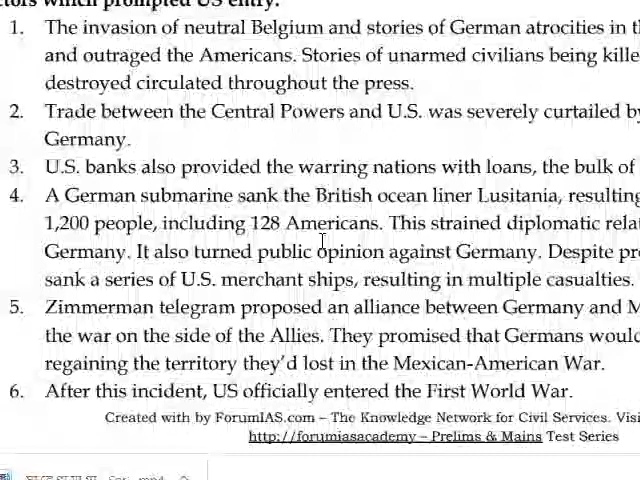 ctors which prompted US entry:
1. The invasion of neutral Belgium and stories of German atrocities in t
and outraged the Americans. Stories of unarmed civilians being kille
destroyed circulated throughout the press.
2. Trade between the Central Powers and U.S. was severely curtailed by
Germany.
3. U.S. banks also provided the warring nations with loans, the bulk of
4. A German submarine sank the British ocean liner Lusitania, resulting
1,200 people, including 128 Americans. This strained diplomatic relat
Germany. It also turned public opinion against Germany. Despite pr
sank a series of U.S. merchant ships, resulting in multiple casualties.
5. Zimmerman telegram proposed an alliance between Germany and M
the war on the side of the Allies. They promised that Germans woul
regaining the territory they'd lost in the Mexican-American War.
6. After this incident, US officially entered the First World War.
Created with by ForumIAS.com – The Knowledge Network for Civil Services. Visi
http://forumiasacademy – Prelims & Mains Test Series